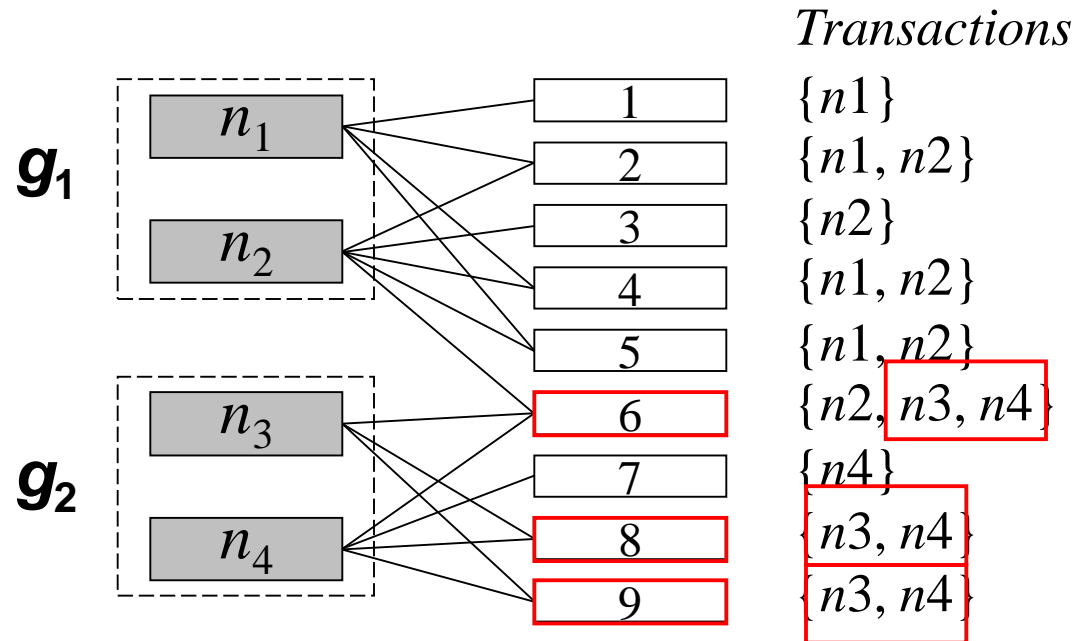 Transactions
n₁ 1 {n1}
g₁ 2 {n1, n2}
n₂ 3 {n2}
4 {n1, n2}
5 {n1, n2}
n₃ 6 {n2, n3, n4}
g₂ 7 {n4}
n₄ 8 {n3, n4}
9 {n3, n4}